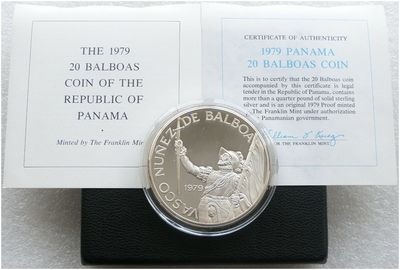 THE 1979
20 BALBOAS
COIN OF THE
REPUBLIC OF
PANAMA
Minted by The Franklin Mint
CERTIFICATE OF AUTHENTICITY
1979 PANAMA
20 BALBOAS COIN
This is to certify that the 20 Balboas coin
accompanied by this certificate is legal
tender in the Republic of Panama, contains
more than a quarter pound of solid sterling
silver and is an original 1979 Proof minted
The Franklin Mint under authorization
the Panamanian government.
FOR THE FRANKLIN MINT
VASCO NUÑEZ DE BALBOA
1979